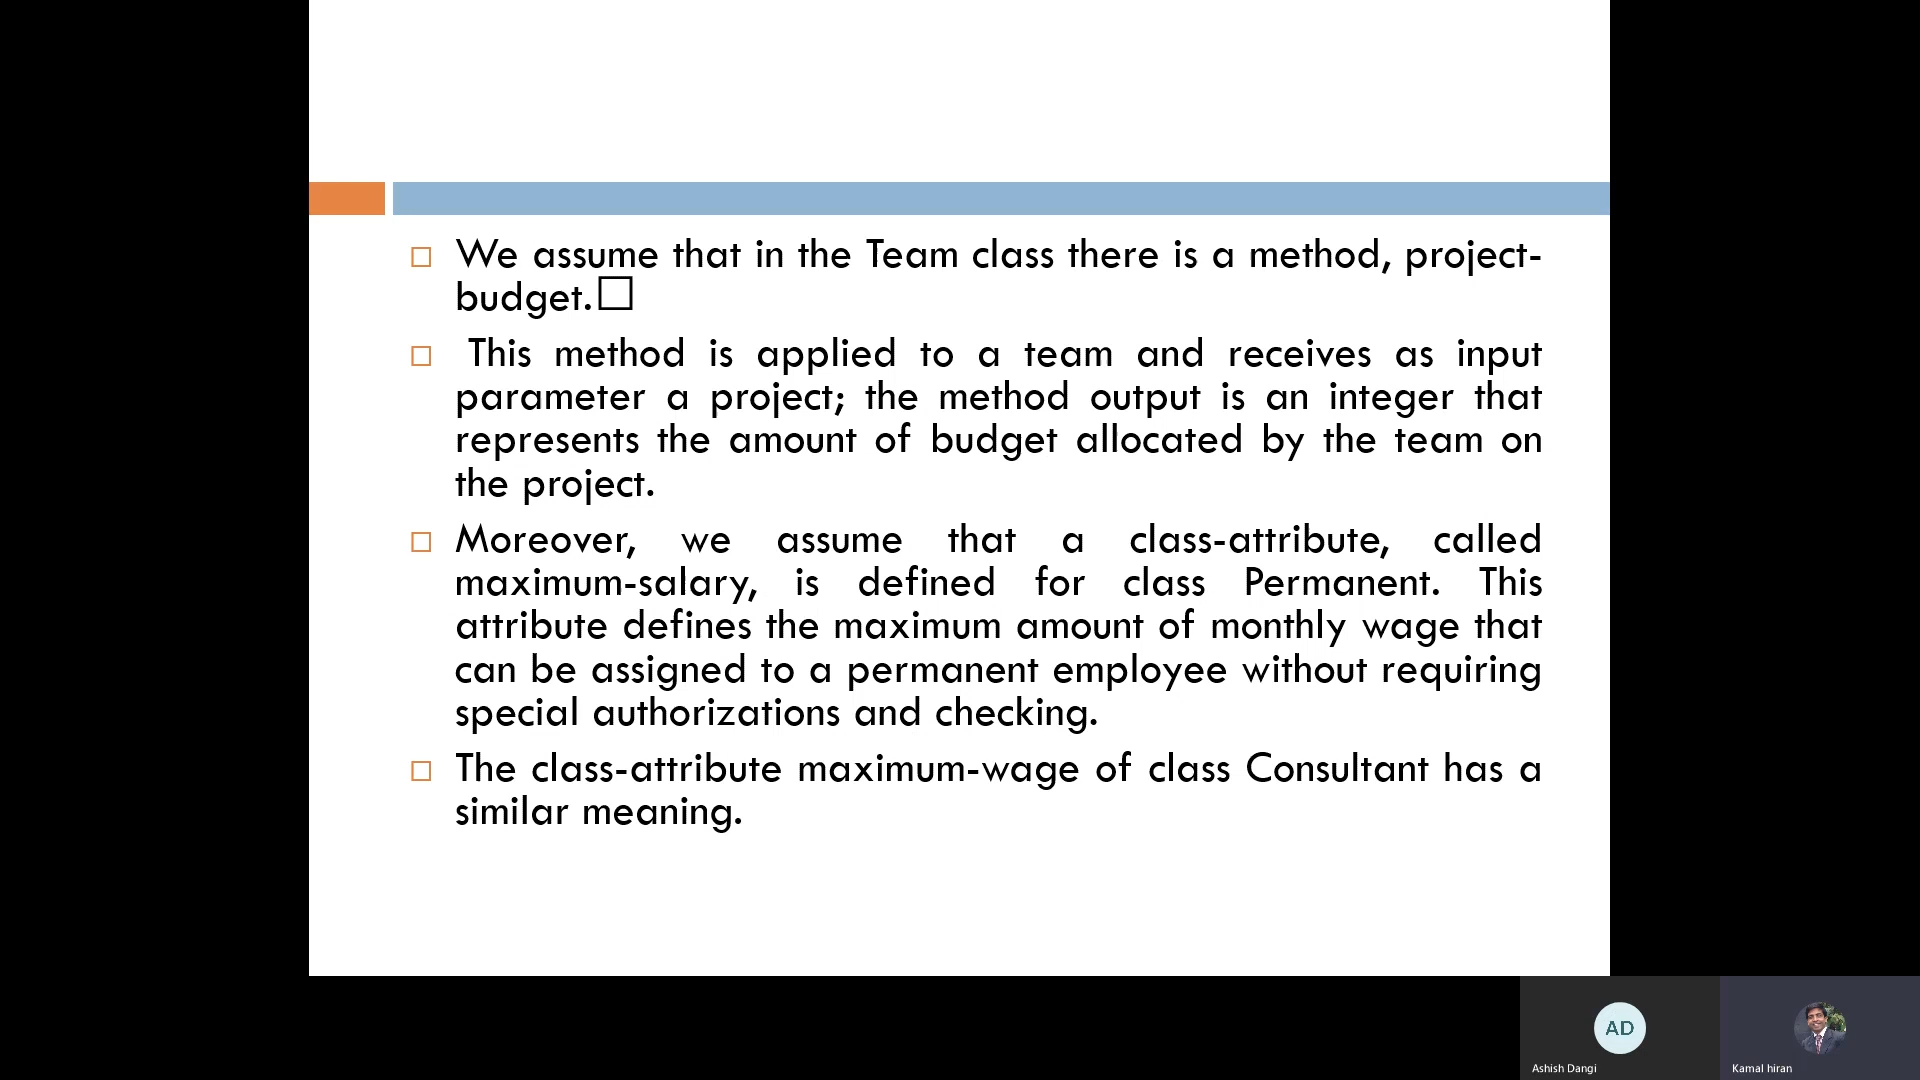 We assume that in the Team class there is a method, project-
budget.
This method is applied to a team and receives as input
parameter a project; the method output is an integer that
represents the amount of budget allocated by the team on
the project.
Moreover, we assume that a class-attribute, called
maximum-salary, is defined for class Permanent. This
attribute defines the maximum amount of monthly wage that
can be assigned to a permanent employee without requiring
special authorizations and checking.
The class-attribute maximum-wage of class Consultant has a
similar meaning.
AD
Ashish Dangi
Kamal hiran